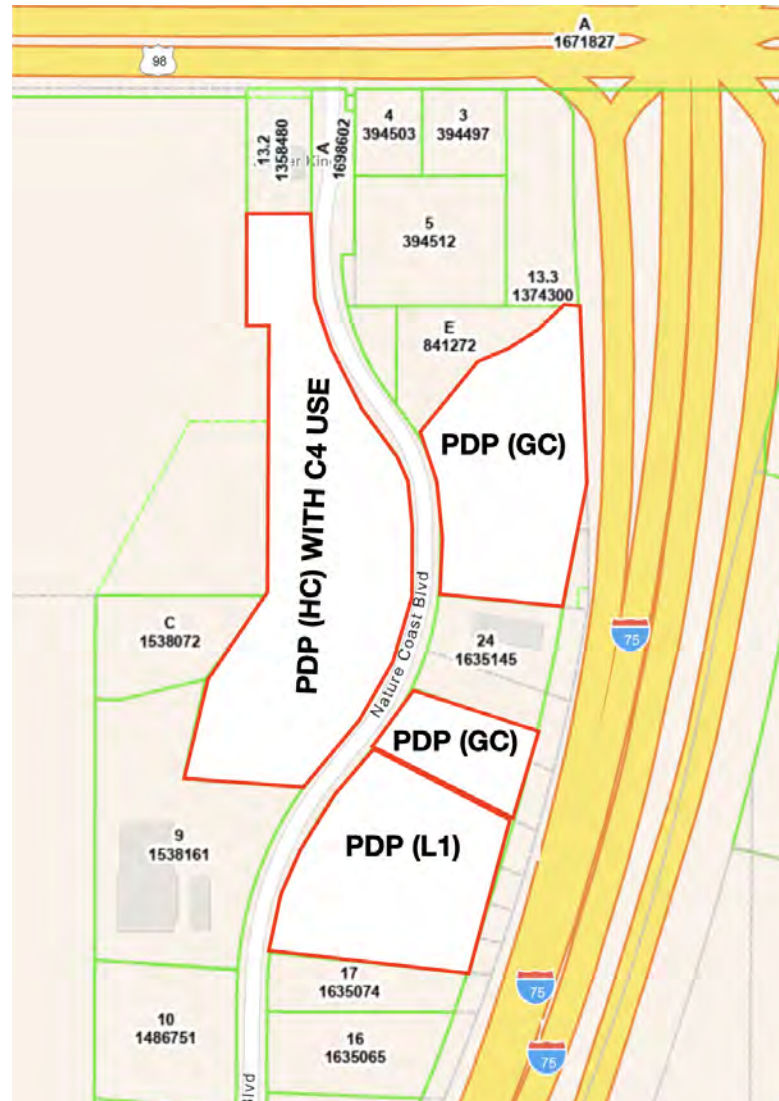 A
1671827
98
13.2
1358480
A
1698602
4
394503
3
394497
5
394512
13.3
1374300
E
841272
PDP (HC) WITH C4 USE
PDP (GC)
C
1538072
Nature Coast Blvd
24
1635145
75
PDP (GC)
PDP (L1)
9
1538161
17
1635074
75
10
1486751
16
1635065
75
Blvd